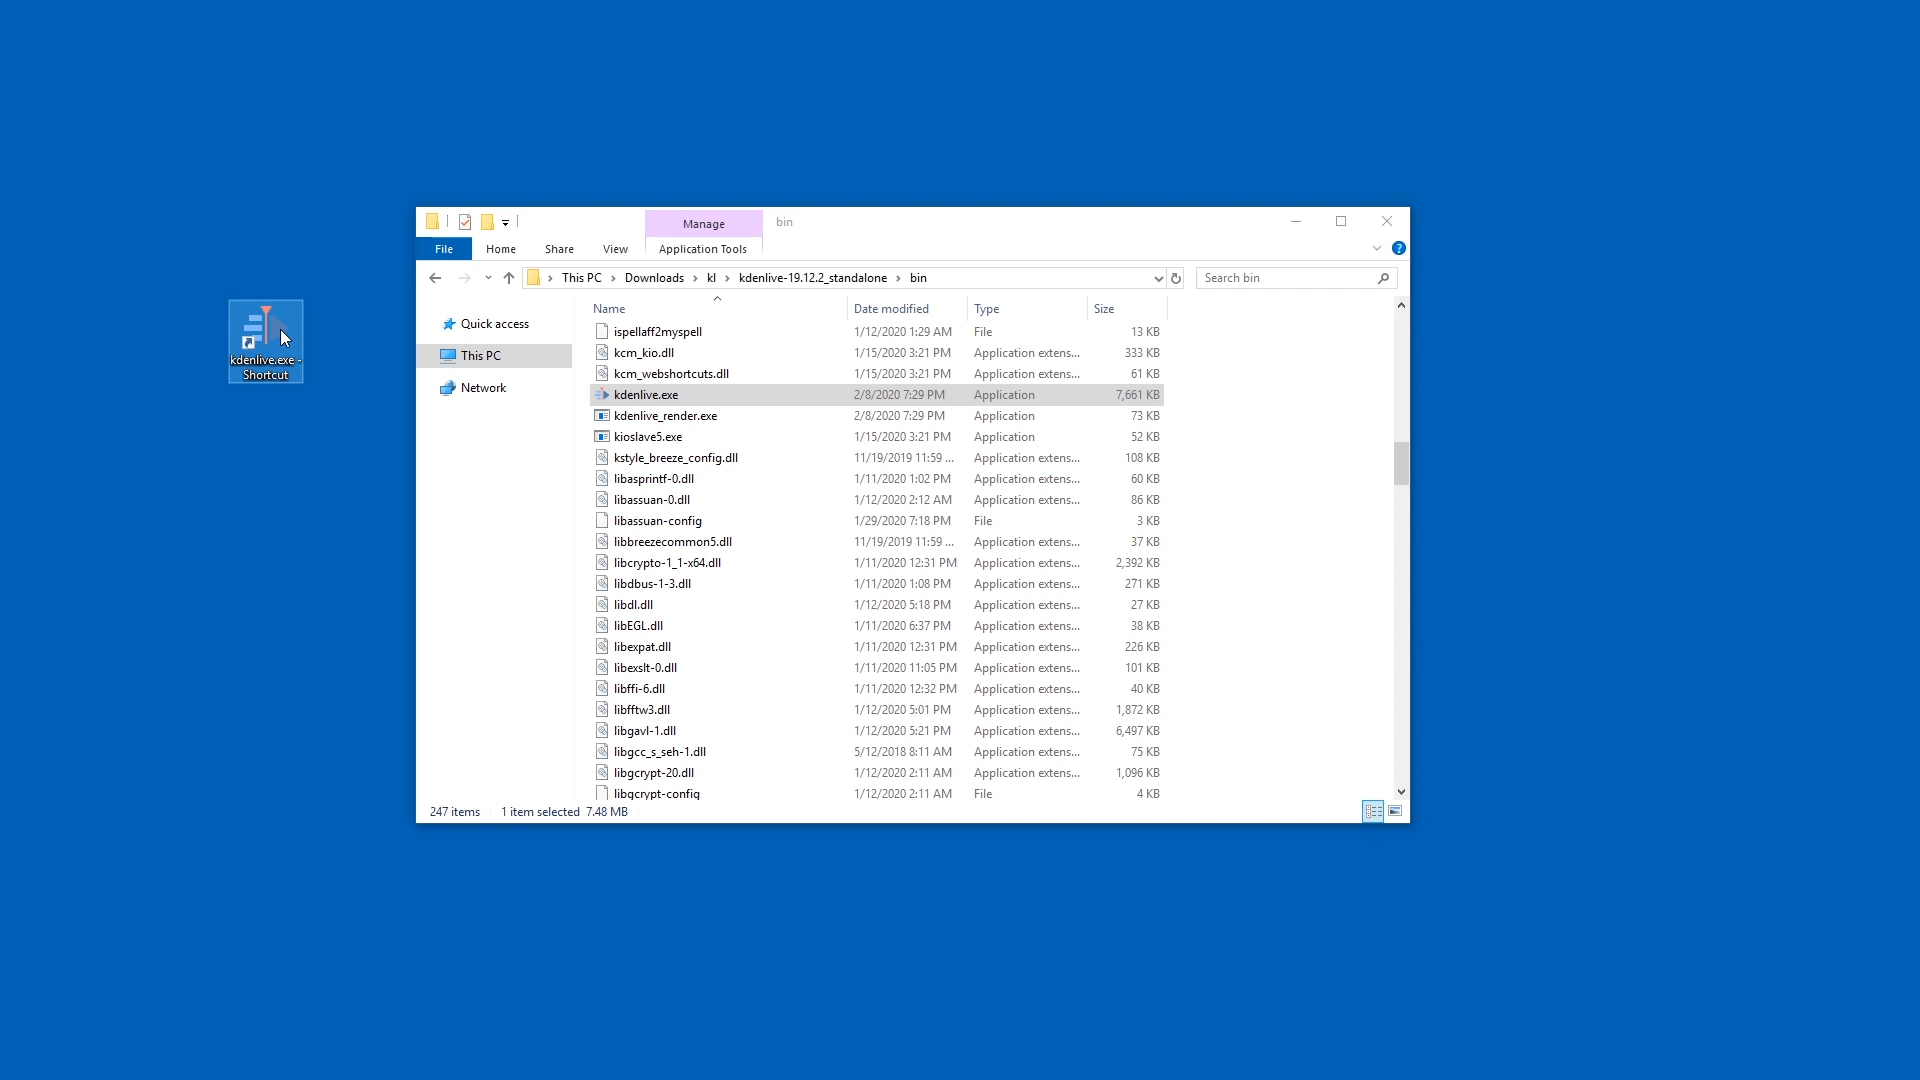 Manage
bin
File
Home
Share
View
Application Tools
?
This PC
Downloads
kl
kdenlive-19.12.2_standalone
bin
Search bin
Quick access
This PC
Network
kdenlive.exe -
Shortcut
Name Date modified Type Size
ispellaff2myspell 1/12/2020 1:29 AM File 13 KB
kcm_kio.dll 1/15/2020 3:21 PM Application extens... 333 KB
kcm_webshortcuts.dll 1/15/2020 3:21 PM Application extens... 61 KB
kdenlive.exe 2/8/2020 7:29 PM Application 7,661 KB
kdenlive_render.exe 2/8/2020 7:29 PM Application 73 KB
kioslave5.exe 1/15/2020 3:21 PM Application 52 KB
kstyle_breeze_config.dll 11/19/2019 11:59 ... Application extens... 108 KB
libasprintf-0.dll 1/11/2020 1:02 PM Application extens... 60 KB
libassuan-0.dll 1/12/2020 2:12 AM Application extens... 86 KB
libassuan-config 1/29/2020 7:18 PM File 3 KB
libbreezecommon5.dll 11/19/2019 11:59 ... Application extens... 37 KB
libcrypto-1_1-x64.dll 1/11/2020 12:31 PM Application extens... 2,392 KB
libdbus-1-3.dll 1/11/2020 1:08 PM Application extens... 271 KB
libdl.dll 1/12/2020 5:18 PM Application extens... 27 KB
libEGL.dll 1/11/2020 6:37 PM Application extens... 38 KB
libexpat.dll 1/11/2020 12:31 PM Application extens... 226 KB
libexslt-0.dll 1/11/2020 11:05 PM Application extens... 101 KB
libffi-6.dll 1/11/2020 12:32 PM Application extens... 40 KB
libfftw3.dll 1/12/2020 5:01 PM Application extens... 1,872 KB
libgavl-1.dll 1/12/2020 5:21 PM Application extens... 6,497 KB
libgcc_s_seh-1.dll 5/12/2018 8:11 AM Application extens... 75 KB
libgcrypt-20.dll 1/12/2020 2:11 AM Application extens... 1,096 KB
libgcrypt-config 1/12/2020 2:11 AM File 4 KB
247 items 1 item selected 7.48 MB